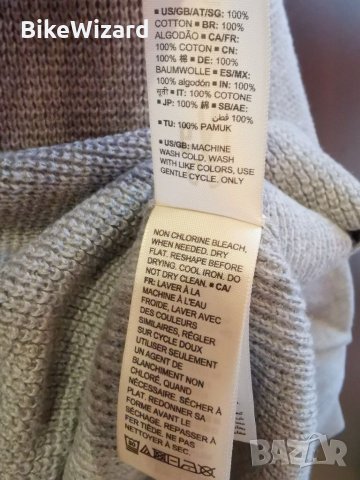 BikeWizard
▪ US/GB/AT/SG: 100%
COTTON ▪ BR: 100%
ALGODÃO ▪ CA/FR:
100% COTON ▪ CN:
100% 棉 ▪ DE: 100%
BAUMWOLLE ▪ ES/MX:
100% algodón ▪ IN: 100%
सूती ▪ IT: 100% COTONE
▪ JP: 100% 綿 ▪ SB/AE:
100% قطن
▪ TU: 100% PAMUK
▪ US/GB: MACHINE
WASH COLD, WASH
WITH LIKE COLORS, USE
GENTLE CYCLE, ONLY
NON CHLORINE BLEACH,
WHEN NEEDED. DRY
FLAT. RESHAPE BEFORE
DRYING. COOL IRON. DO
NOT DRY CLEAN. ▪ CA/
FR: LAVER À LA
MACHINE À L'EAU
FROIDE, LAVER AVEC
DES COULEURS
SIMILAIRES, RÉGLER
SUR CYCLE DOUX
UTILISER SEULEMENT
UN AGENT DE
BLANCHIMENT NON
CHLORÉ, QUAND
NÉCESSAIRE. SÉCHER À
PLAT. REDONNER SA
FORME AVANT LE
SÉCHAGE. REPASSER À
FER TIÈDE. NE PAS
NETTOYER À SEC.
30
BAZAR